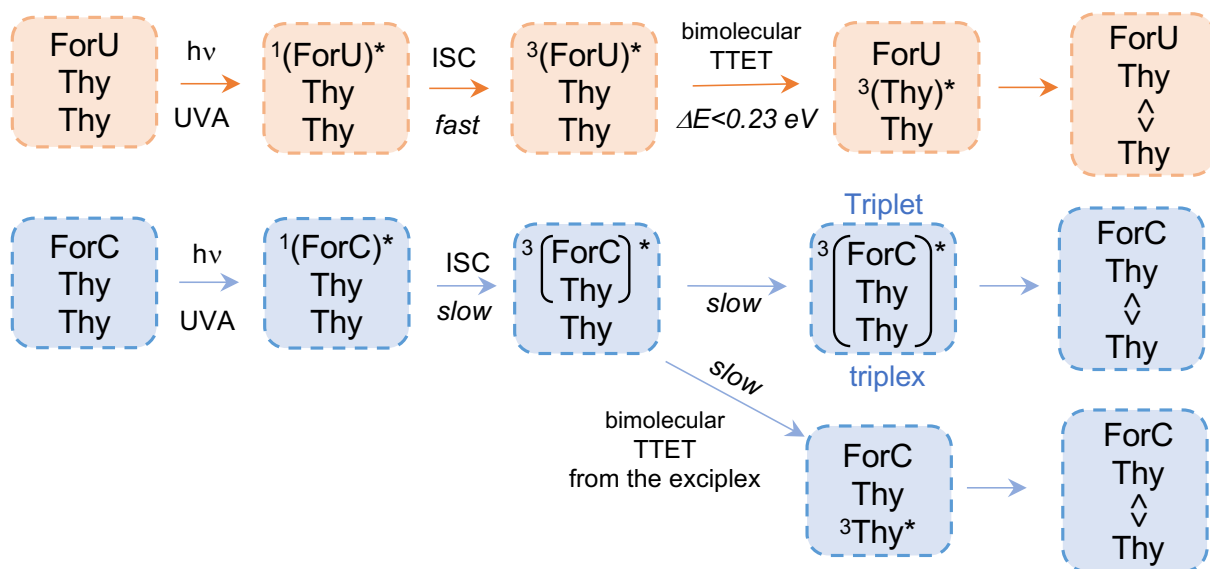 ForU
Thy
Thy
hν
UVA
¹(ForU)*
Thy
Thy
ISC
fast
³(ForU)*
Thy
Thy
bimolecular
TTET
ΔE<0.23 eV
ForU
³(Thy)*
Thy
ForU
Thy
<>
Thy
ForC
Thy
Thy
hν
UVA
¹(ForC)*
Thy
Thy
ISC
slow
³(ForC)*
Thy
Thy
slow
Triplet
³(ForC)*
Thy
Thy
triplex
ForC
Thy
<>
Thy
slow
bimolecular
TTET
from the exciplex
ForC
Thy
³Thy*
ForC
Thy
<>
Thy